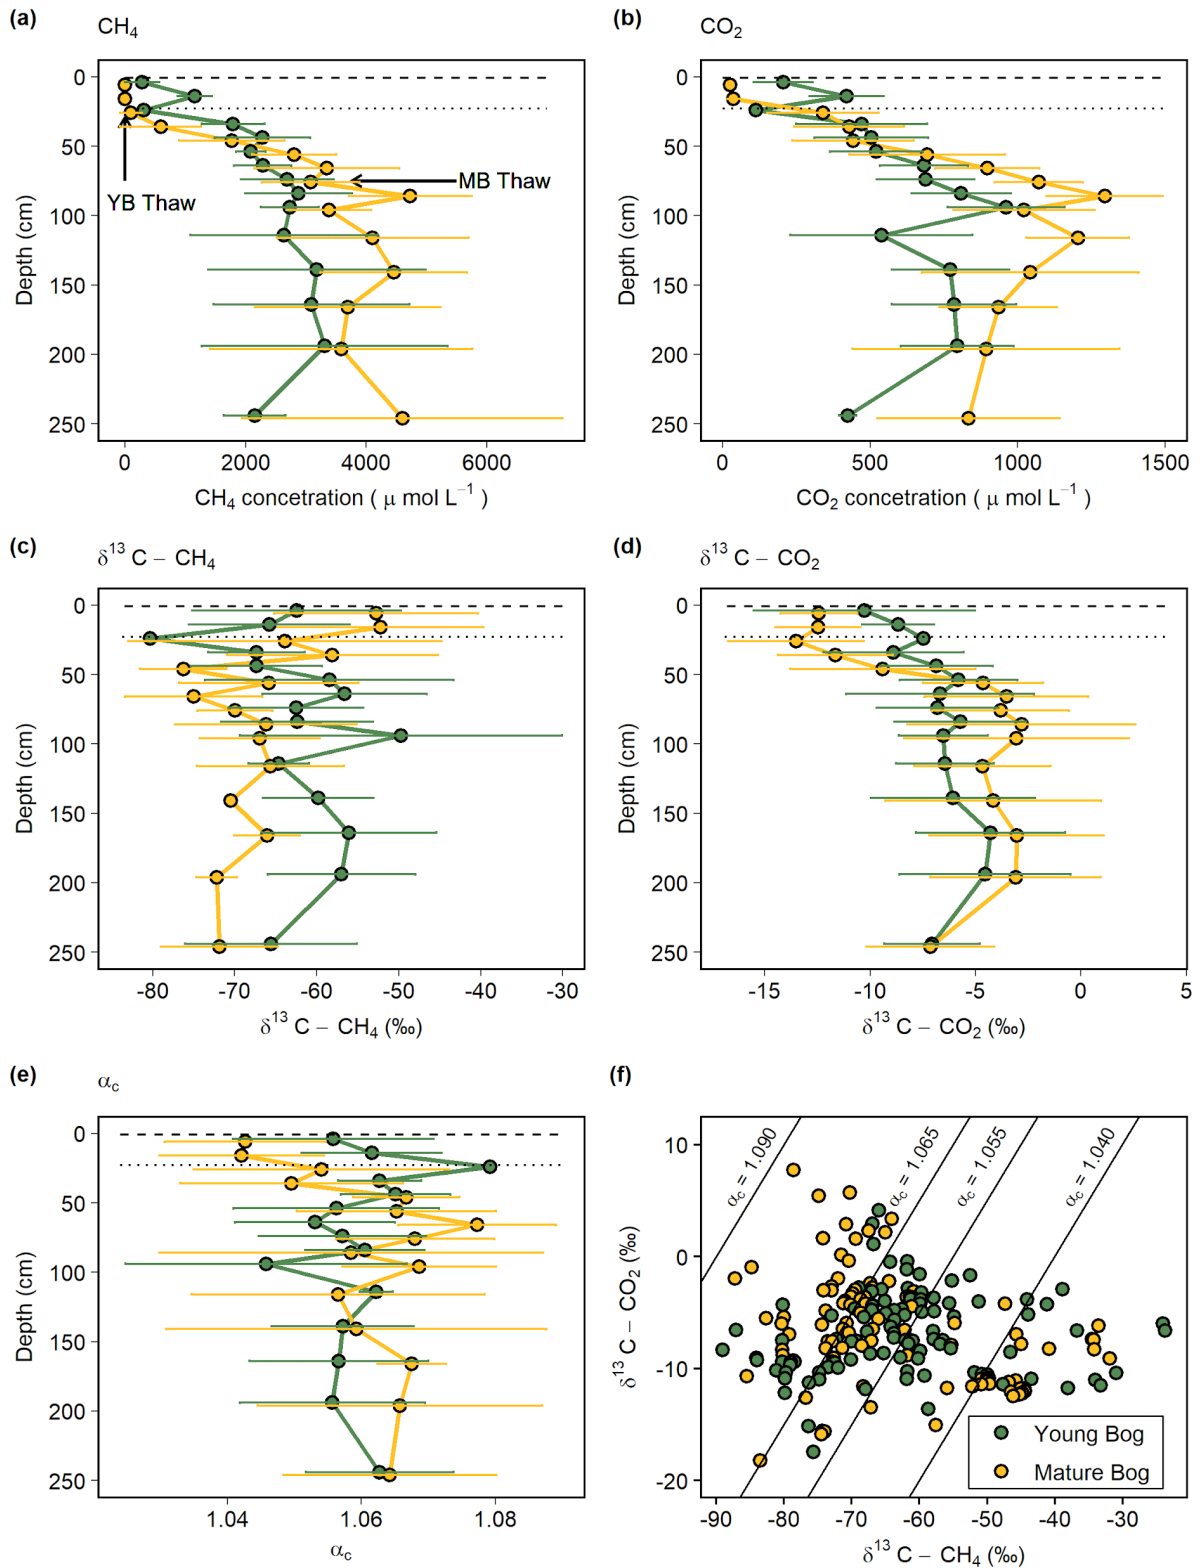 (a)
CH₄
(b)
CO₂
0
50
100
150
200
250
Depth (cm)
YB Thaw
MB Thaw
0
2000
4000
6000
CH₄ concetration ( μ mol L⁻¹ )
0
50
100
150
200
250
Depth (cm)
0
500
1000
1500
CO₂ concetration ( μ mol L⁻¹ )
(c)
δ¹³ C – CH₄
(d)
δ¹³ C – CO₂
0
50
100
150
200
250
Depth (cm)
-80
-70
-60
-50
-40
-30
δ¹³ C – CH₄ (‰)
0
50
100
150
200
250
Depth (cm)
-15
-10
-5
0
5
δ¹³ C – CO₂ (‰)
(e)
αc
(f)
0
50
100
150
200
250
Depth (cm)
1.04
1.06
1.08
αc
10
0
-10
-20
δ¹³ C – CO₂ (‰)
αc = 1.090
αc = 1.065
αc = 1.055
αc = 1.040
Young Bog
Mature Bog
-90
-80
-70
-60
-50
-40
-30
δ¹³ C – CH₄ (‰)